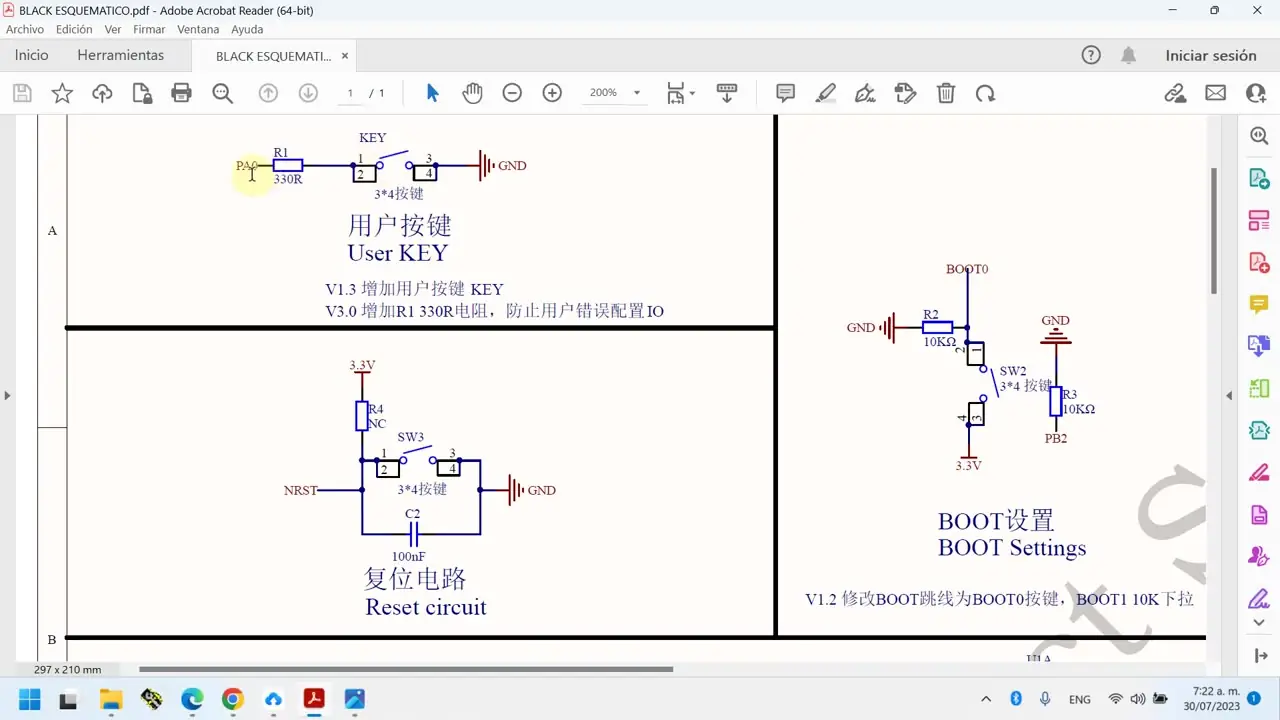 BLACK ESQUEMATICO.pdf - Adobe Acrobat Reader (64-bit)
Archivo Edición Ver Firmar Ventana Ayuda
Inicio Herramientas BLACK ESQUEMATI... × Iniciar sesión
1 / 1 200%
KEY
PA0 R1 330R 1 2 3 4 GND
3*4按键
用户按键
User KEY
V1.3 增加用户按键 KEY
V3.0 增加R1 330R电阻，防止用户错误配置IO
A
3.3V
R4
NC
SW3
1 2 3 4
3*4按键
NRST
GND
C2
100nF
复位电路
Reset circuit
B
BOOT0
GND
R2
10KΩ
2 1
SW2
3*4 按键
4 3
3.3V
GND
R3
10KΩ
PB2
BOOT设置
BOOT Settings
V1.2 修改BOOT跳线为BOOT0按键，BOOT1 10K下拉
U1A
297 x 210 mm
ENG
7:22 a. m.
30/07/2023
1